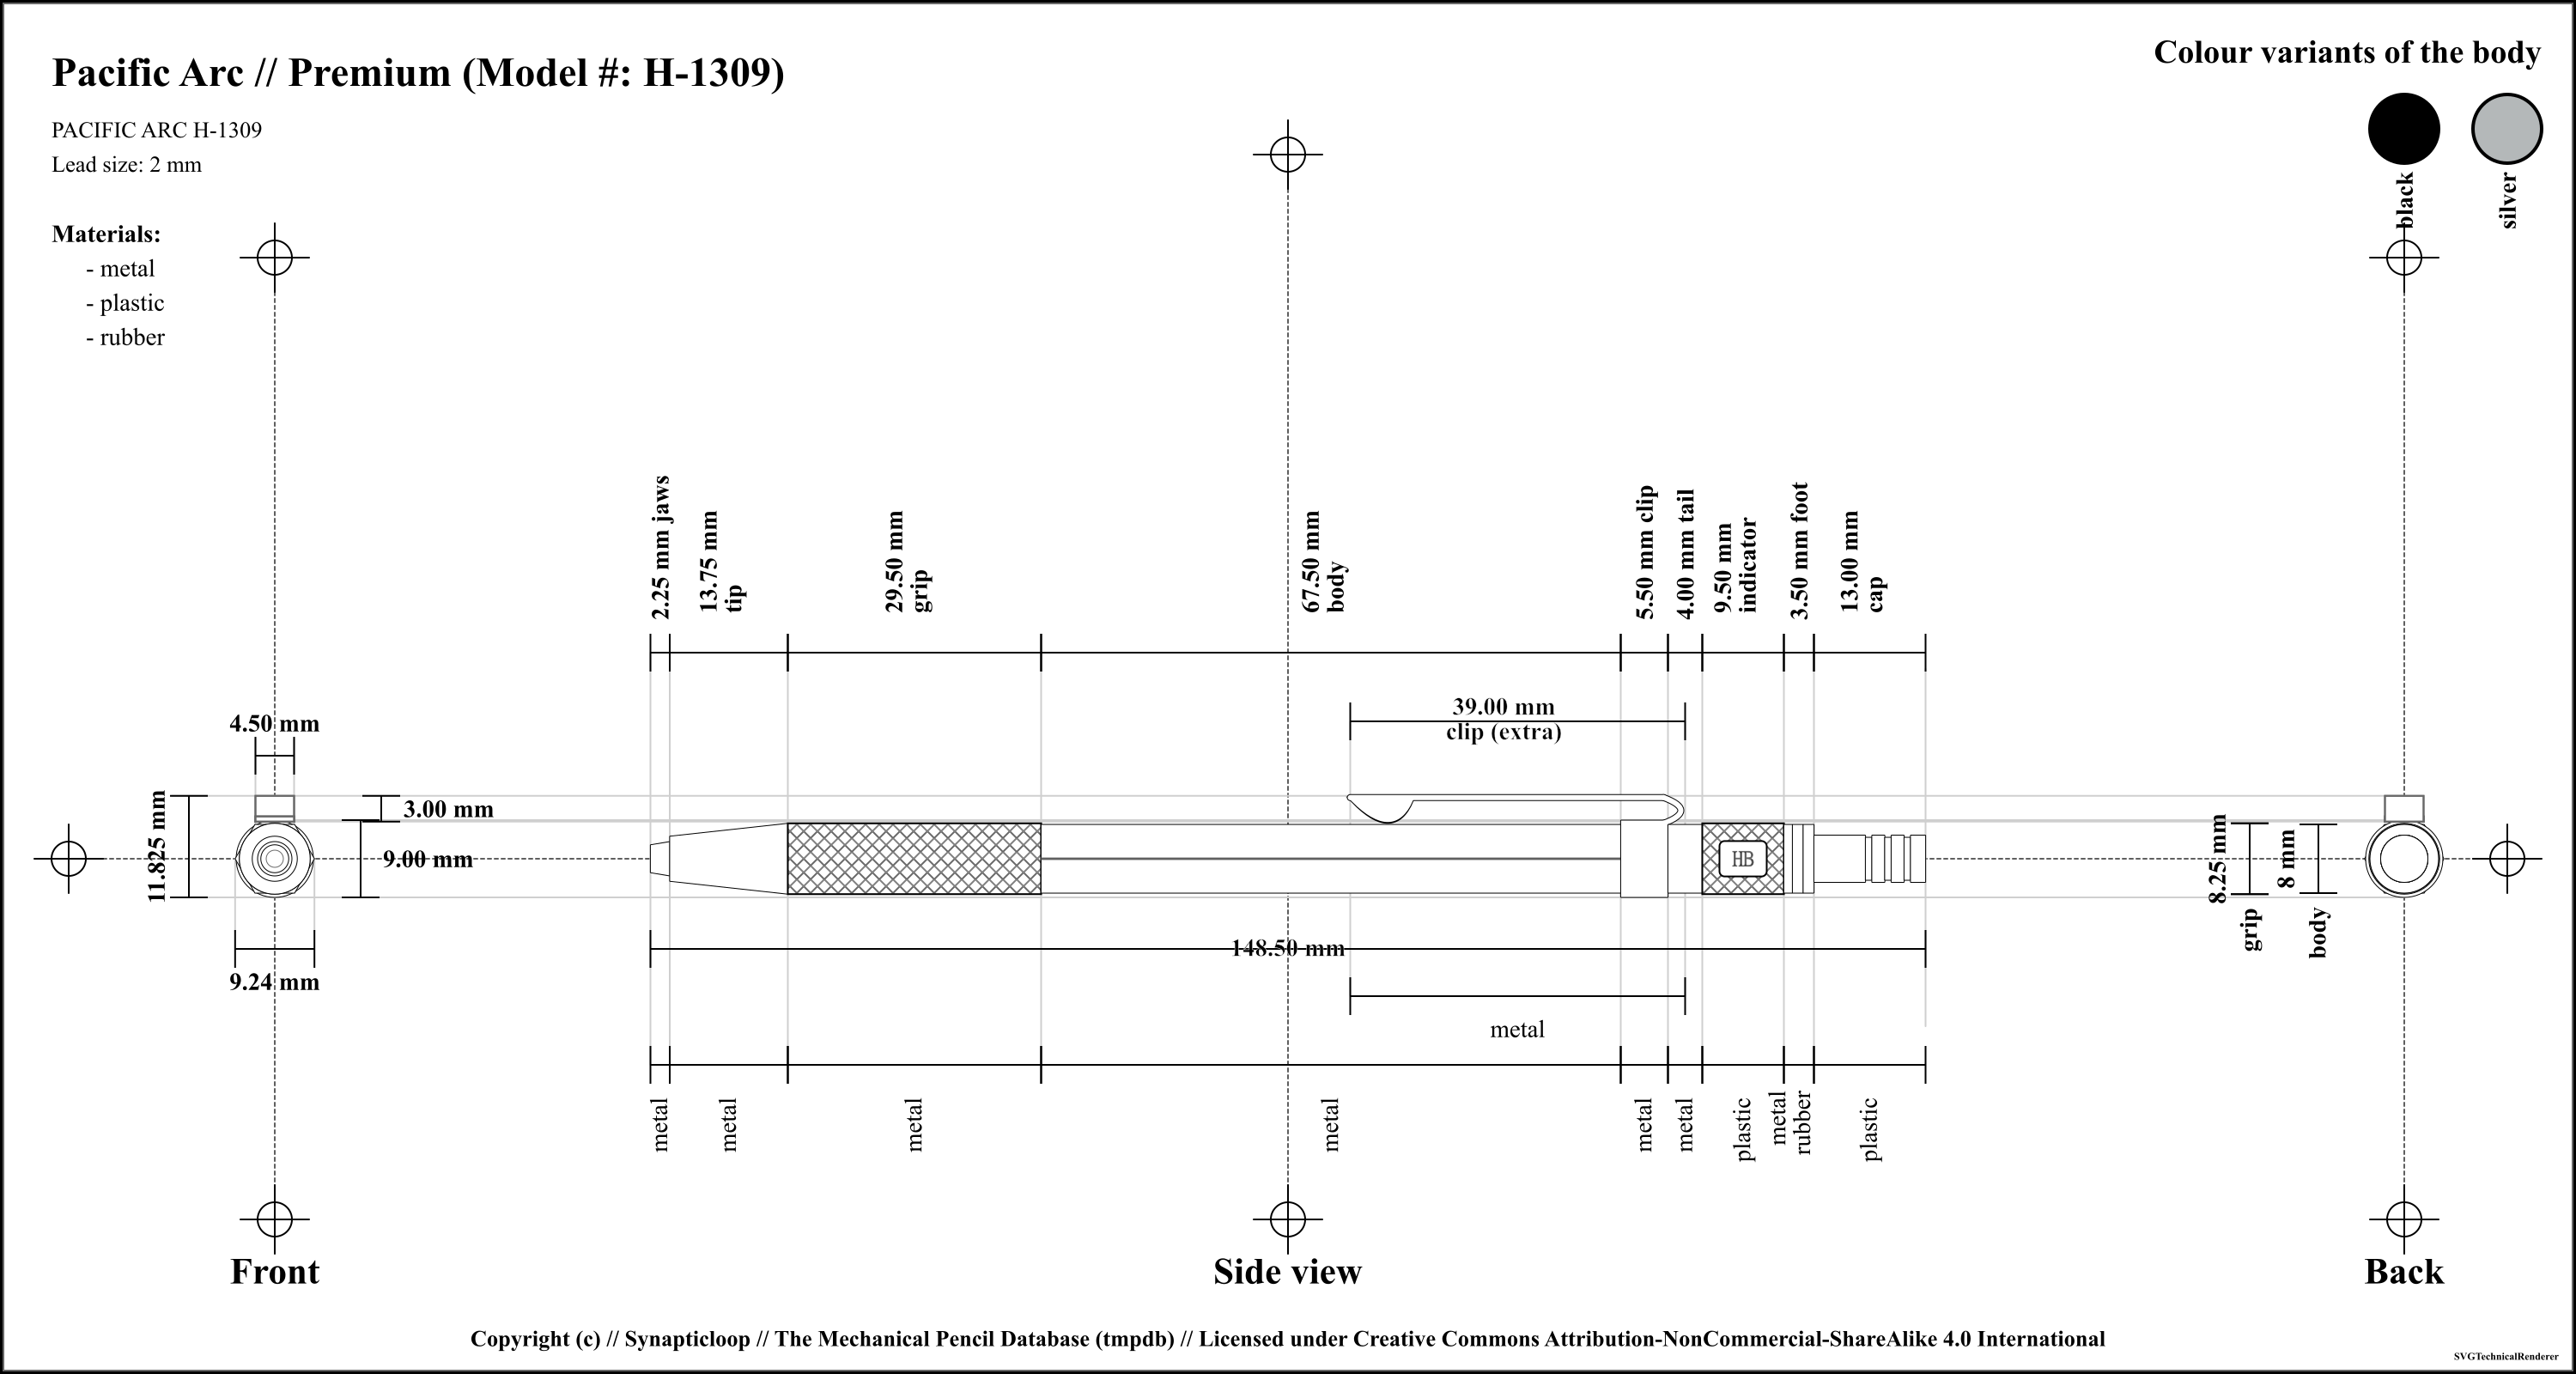 Pacific Arc // Premium (Model #: H-1309)
PACIFIC ARC H-1309
Lead size: 2 mm
Materials:
- metal
- plastic
- rubber
Colour variants of the body
black
silver
2.25 mm jaws
13.75 mm
tip
29.50 mm
grip
67.50 mm
body
5.50 mm clip
4.00 mm tail
9.50 mm
indicator
3.50 mm foot
13.00 mm
cap
39.00 mm
clip (extra)
4.50 mm
11.825 mm
3.00 mm
9.00 mm
9.24 mm
HB
148.50 mm
8.25 mm
grip
8 mm
body
metal
metal
metal
metal
metal
metal
metal
plastic
metal
rubber
plastic
Front
Side view
Back
Copyright (c) // Synapticloop // The Mechanical Pencil Database (tmpdb) // Licensed under Creative Commons Attribution-NonCommercial-ShareAlike 4.0 International
SVGTechnicalRenderer